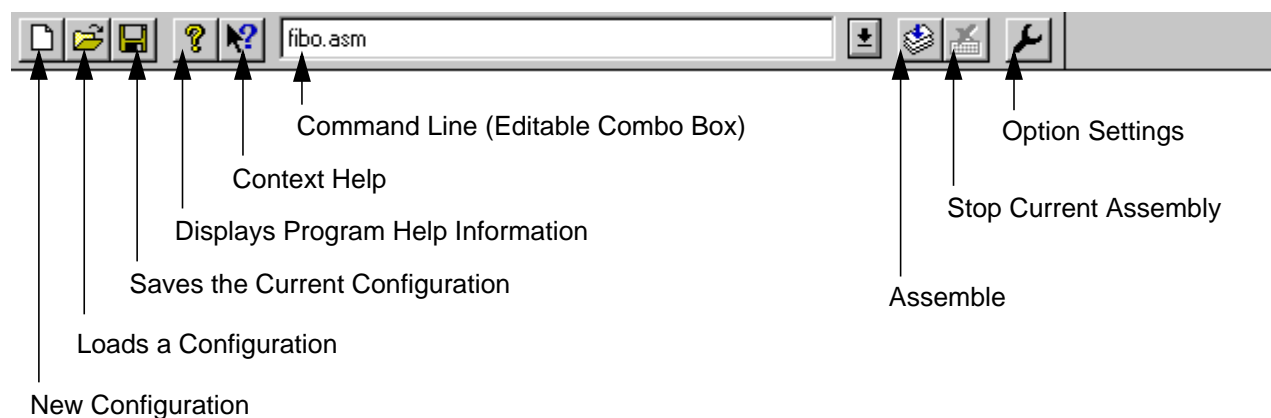 fibo.asm
Command Line (Editable Combo Box)
Option Settings
Context Help
Stop Current Assembly
Displays Program Help Information
Saves the Current Configuration
Assemble
Loads a Configuration
New Configuration